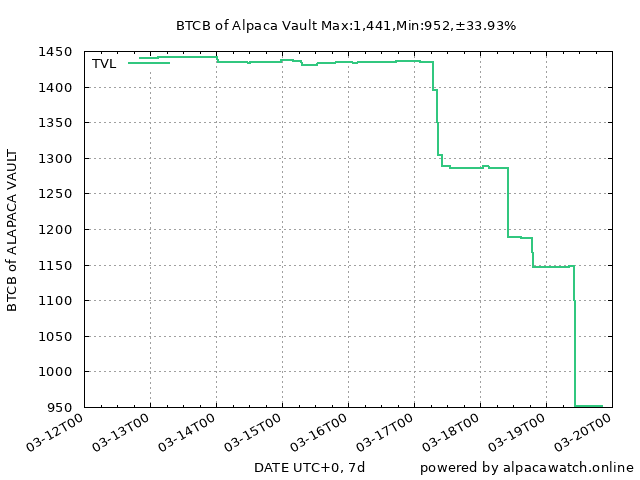 BTCB of Alpaca Vault Max:1,441,Min:952,±33.93%
TVL
1450
1400
1350
1300
1250
1200
1150
1100
1050
1000
950
BTCB of ALAPACA VAULT
03-12T00
03-13T00
03-14T00
03-15T00
03-16T00
03-17T00
03-18T00
03-19T00
03-20T00
DATE UTC+0, 7d
powered by alpacawatch.online